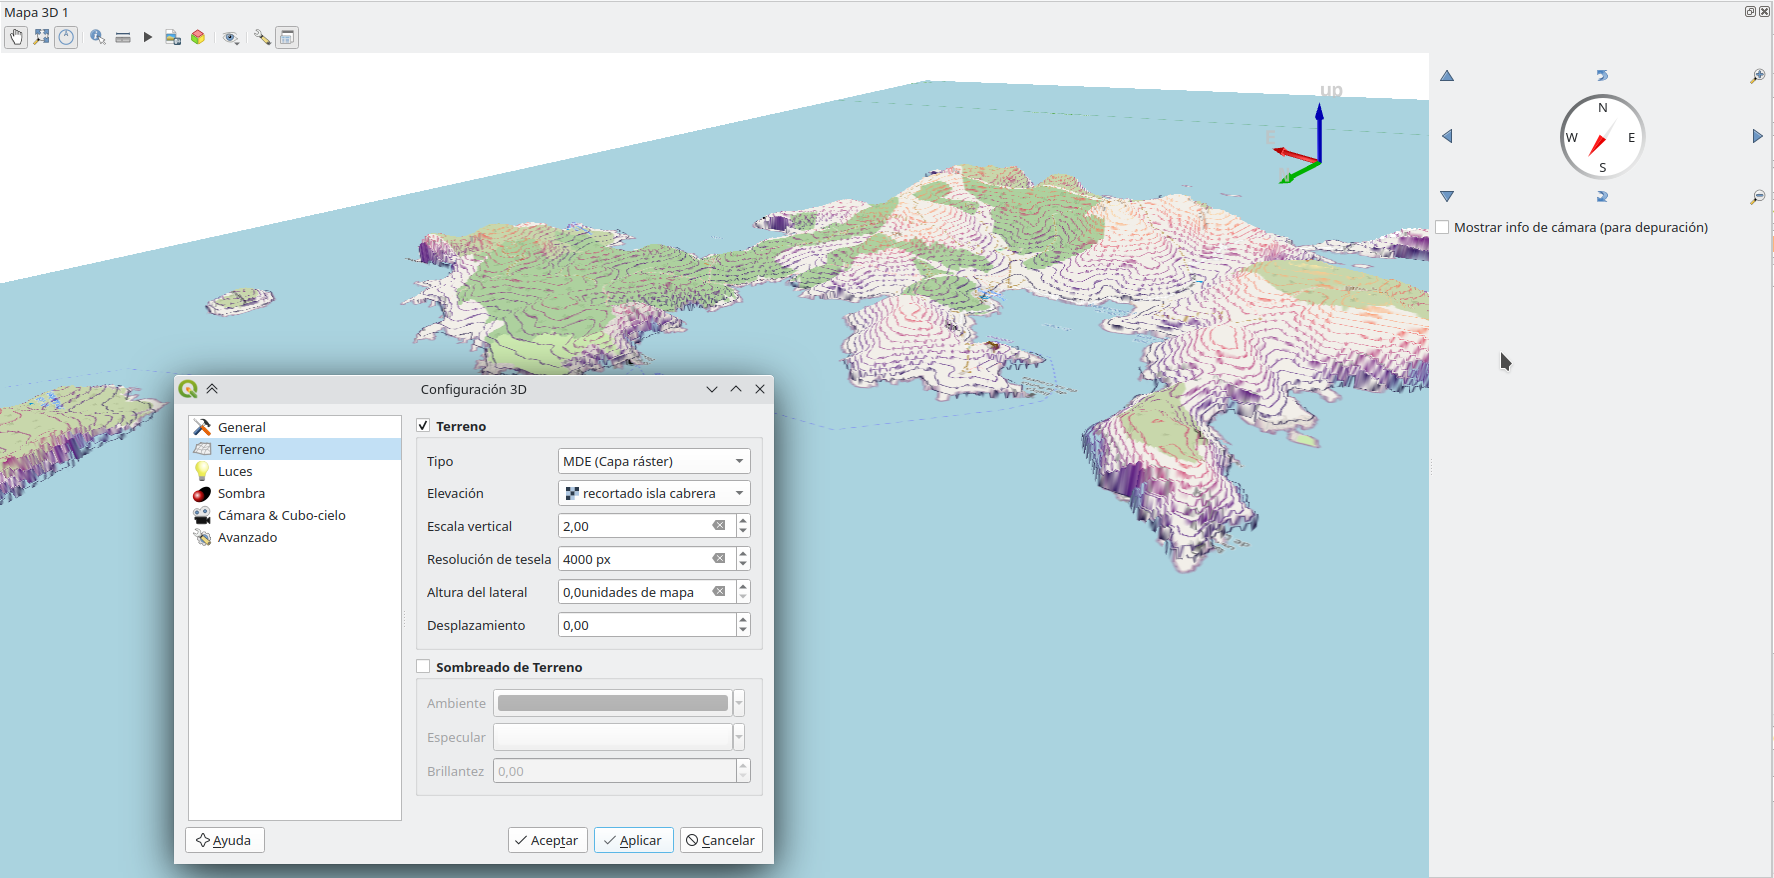 Mapa 3D 1
up
E
N
N
W
E
S
Mostrar info de cámara (para depuración)
Configuración 3D
General
Terreno
Luces
Sombra
Cámara & Cubo-cielo
Avanzado
Terreno
Tipo
MDE (Capa ráster)
Elevación
recortado isla cabrera
Escala vertical
2,00
Resolución de tesela
4000 px
Altura del lateral
0,0unidades de mapa
Desplazamiento
0,00
Sombreado de Terreno
Ambiente
Especular
Brillantez
0,00
Ayuda
Aceptar
Aplicar
Cancelar